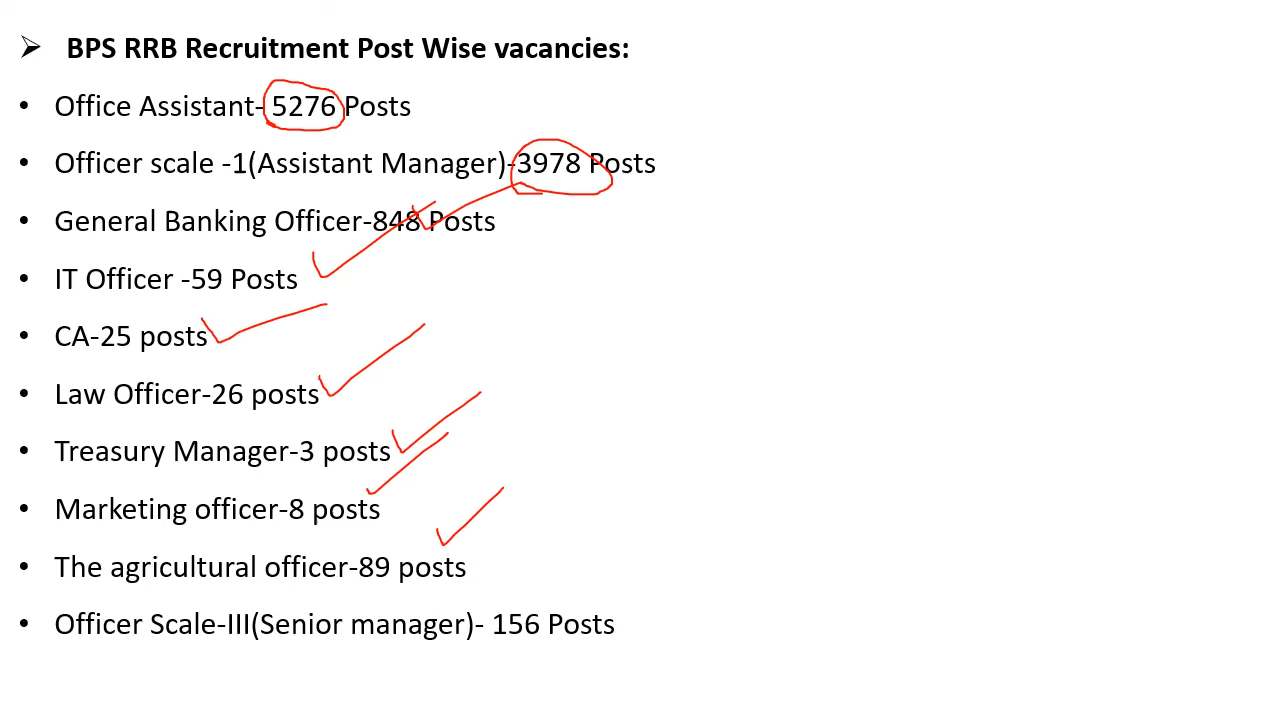 ➢ BPS RRB Recruitment Post Wise vacancies:
• Office Assistant- 5276 Posts
• Officer scale -1(Assistant Manager)-3978 Posts
• General Banking Officer-848 Posts
• IT Officer -59 Posts
• CA-25 posts
• Law Officer-26 posts
• Treasury Manager-3 posts
• Marketing officer-8 posts
• The agricultural officer-89 posts
• Officer Scale-III(Senior manager)- 156 Posts